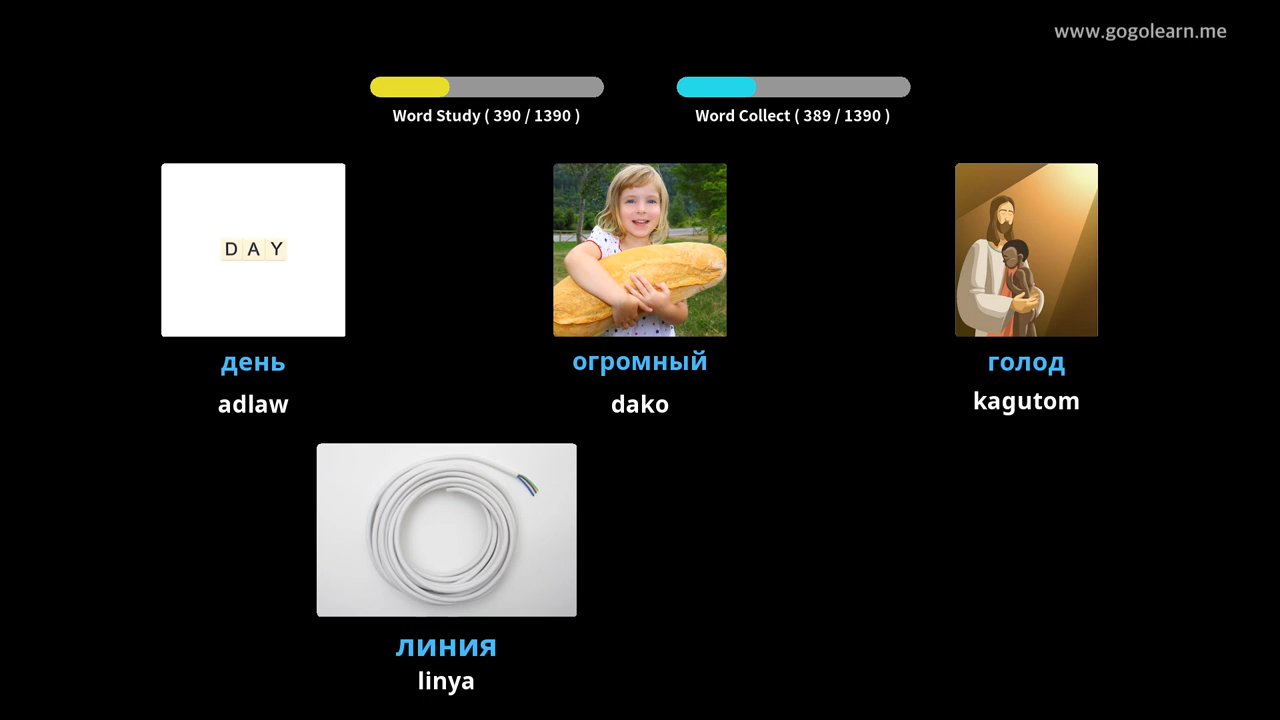 www.gogolearn.me
Word Study ( 390 / 1390 )
Word Collect ( 389 / 1390 )
DAY
день
огромный
голод
adlaw
dako
kagutom
линия
linya